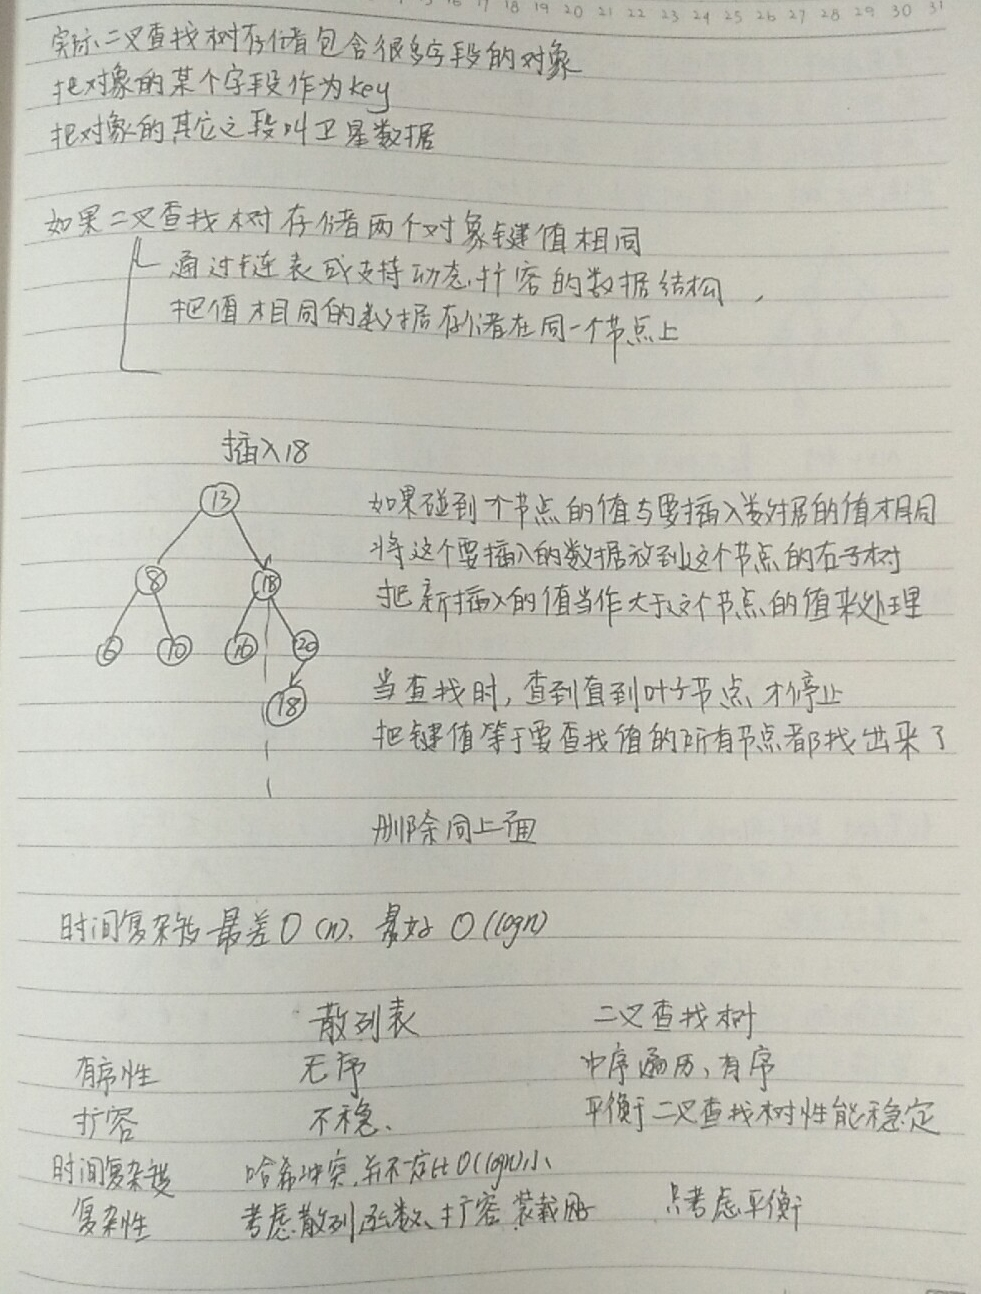 15 16 17 18 19 20 21 22 23 24 25 26 27 28 29 30 31
实际二叉查找树存储包含很多字段的对象
把对象的某个字段作为key
把对象的其它之段叫卫星数据
如果二叉查找树存储两个对象键值相同
通过链表或支持动态扩容的数据结构,
把值相同的数据存储在同一个节点上
插入18
13
8 18
6 10 16 20
18
如果碰到个节点的值与要插入数据的值相同
将这个要插入的数据放到这个节点的右子树
把新插入的值当作大于这个节点的值来处理
当查找时,查到值到叶子节点才停止
把键值等于要查找值的所有节点都找出来了
删除同上面
时间复杂度最差O(n)、最好O(logn)
散列表 二叉查找树
有序性 无序 中序遍历、有序
扩容 不稳、 平衡二叉查找树性能稳定
时间复杂度 哈希冲突,并不一定比O(logn)小、
复杂性 考虑散列函数、扩容、装载因子 只考虑平衡